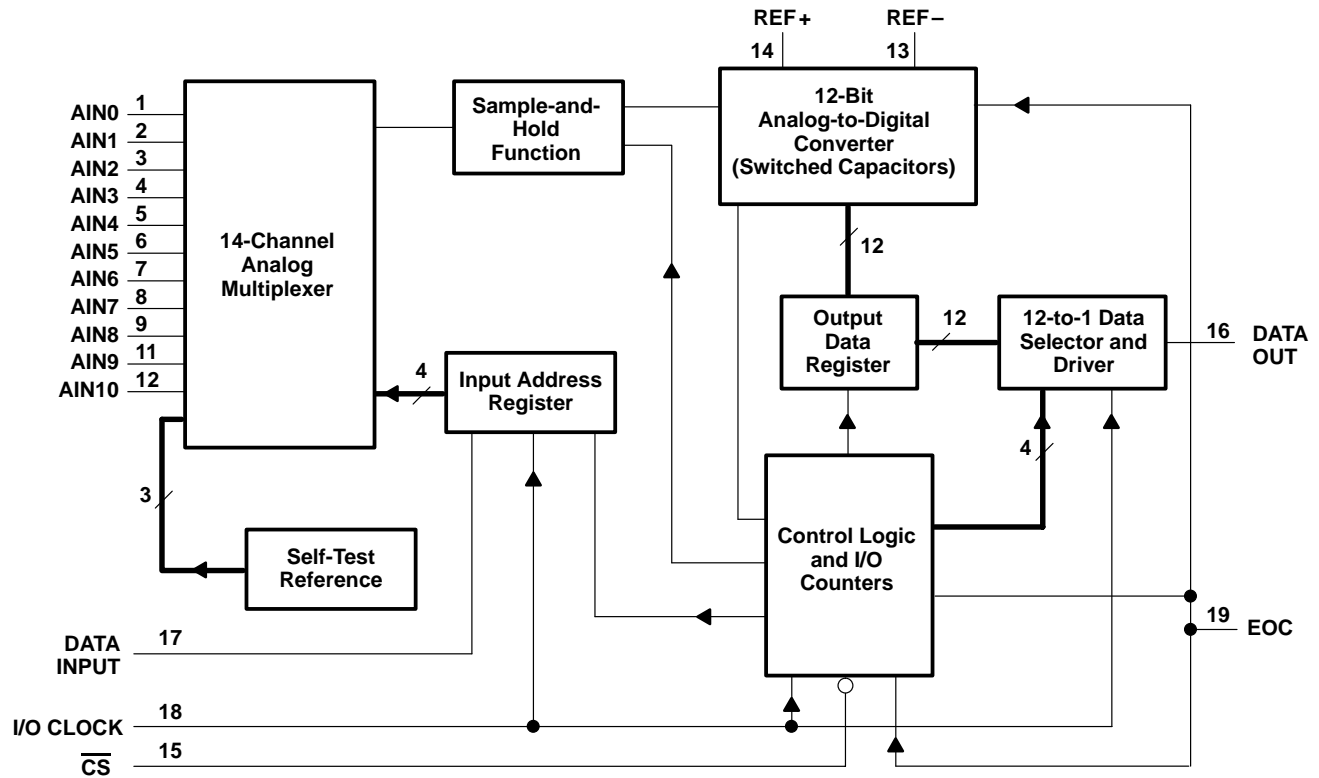 REF+
REF−
14
13
AIN0 1
AIN1 2
AIN2 3
AIN3 4
AIN4 5
AIN5 6
AIN6 7
AIN7 8
AIN8 9
AIN9 11
AIN10 12
14-Channel
Analog
Multiplexer
Sample-and-
Hold
Function
12-Bit
Analog-to-Digital
Converter
(Switched Capacitors)
12
4
Input Address
Register
Output
Data
Register
12
12-to-1 Data
Selector and
Driver
16
DATA
OUT
3
Self-Test
Reference
4
Control Logic
and I/O
Counters
19
EOC
DATA
INPUT
17
I/O CLOCK
18
C̅S̅
15